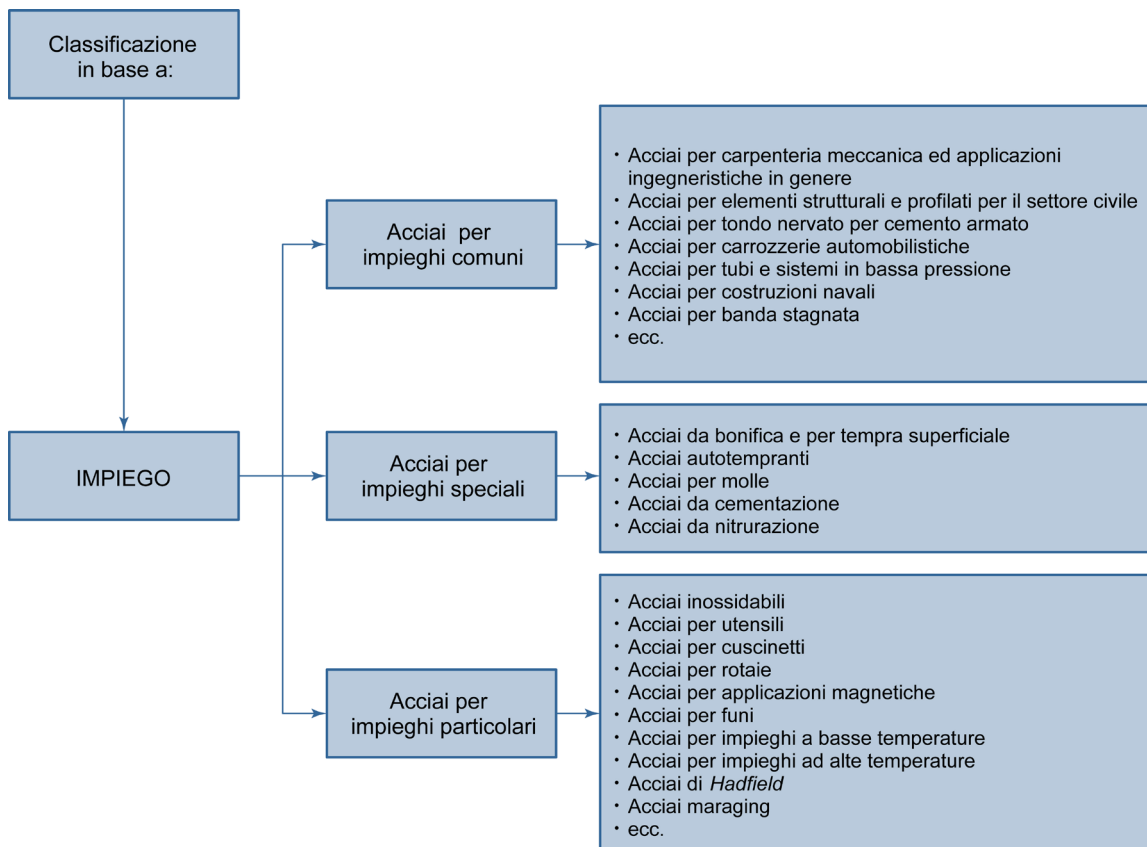 Classificazione
in base a:
IMPIEGO
Acciai per
impieghi comuni
· Acciai per carpenteria meccanica ed applicazioni
ingegneristiche in genere
· Acciai per elementi strutturali e profilati per il settore civile
· Acciai per tondo nervato per cemento armato
· Acciai per carrozzerie automobilistiche
· Acciai per tubi e sistemi in bassa pressione
· Acciai per costruzioni navali
· Acciai per banda stagnata
· ecc.
Acciai per
impieghi speciali
· Acciai da bonifica e per tempra superficiale
· Acciai autotempranti
· Acciai per molle
· Acciai da cementazione
· Acciai da nitrurazione
Acciai per
impieghi particolari
· Acciai inossidabili
· Acciai per utensili
· Acciai per cuscinetti
· Acciai per rotaie
· Acciai per applicazioni magnetiche
· Acciai per funi
· Acciai per impieghi a basse temperature
· Acciai per impieghi ad alte temperature
· Acciai di Hadfield
· Acciai maraging
· ecc.